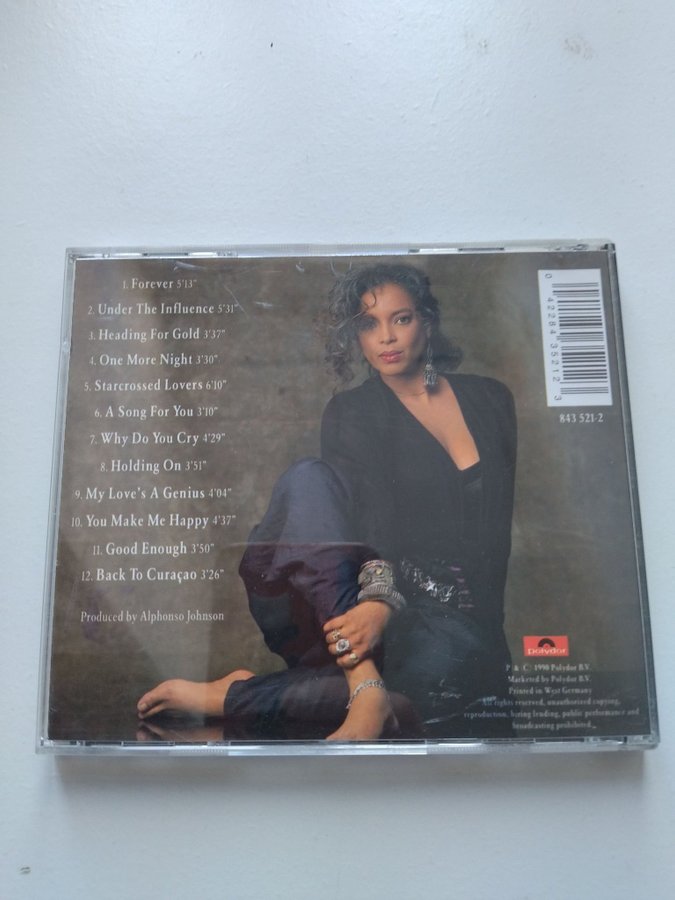 1. Forever 5'13"
2. Under The Influence 5'31"
3. Heading For Gold 3'37"
4. One More Night 3'30"
5. Starcrossed Lovers 6'10"
6. A Song For You 3'10"
7. Why Do You Cry 4'29"
8. Holding On 3'51"
9. My Love's A Genius 4'04"
10. You Make Me Happy 4'37"
11. Good Enough 3'50"
12. Back To Curaçao 3'26"
Produced by Alphonso Johnson
0 42284 35212 3
843 521-2
Polydor
P & C 1990 Polydor B.V.
Marketed by Polydor B.V.
Printed in West Germany
All rights reserved, unauthorized copying,
reproduction, hiring lending, public performance and
broadcasting prohibited.